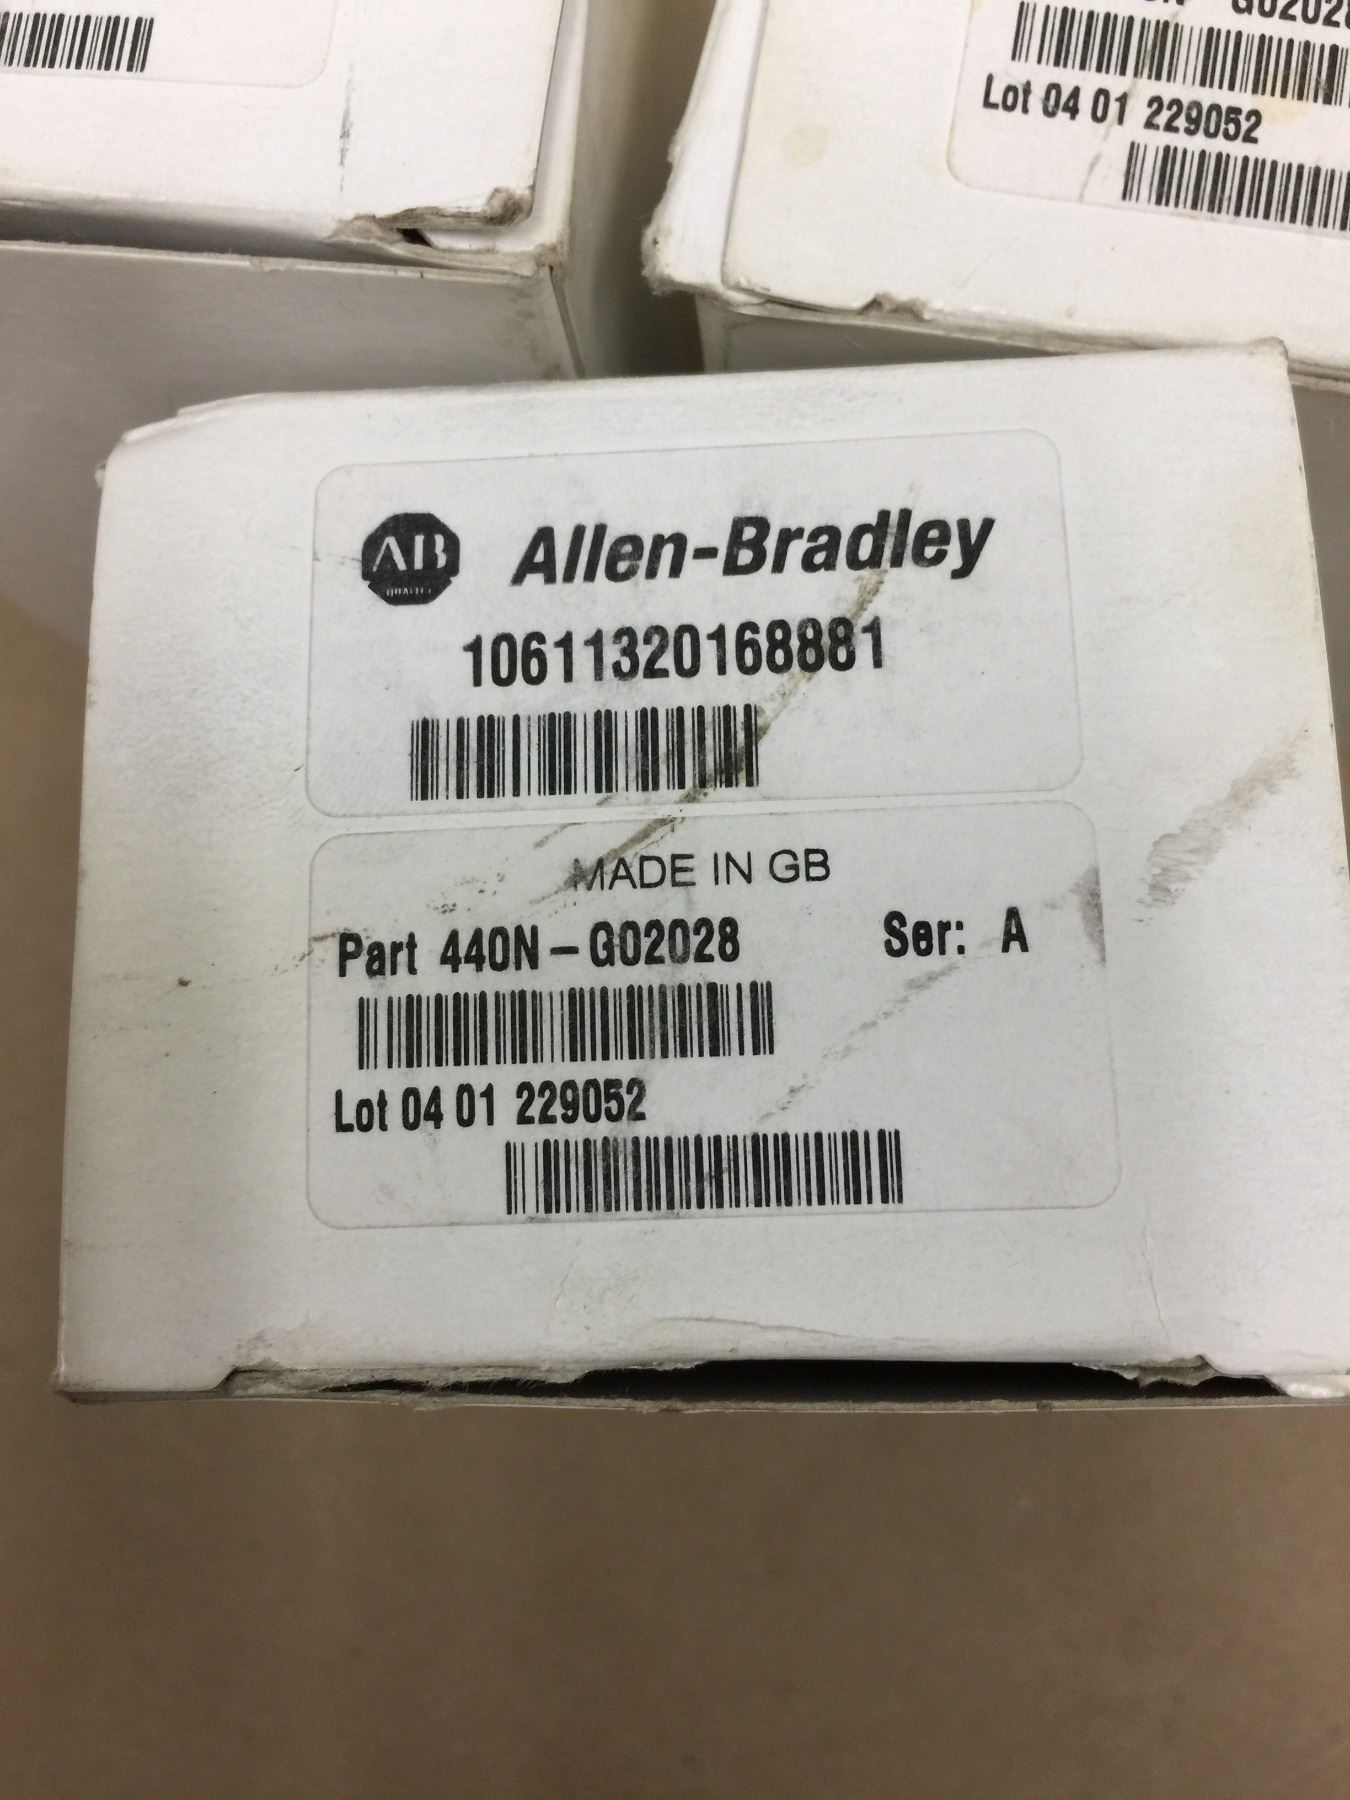 Lot 04 01 229052
AB
QUALITY
Allen-Bradley
10611320168881
MADE IN GB
Part 440N-G02028 Ser: A
Lot 04 01 229052